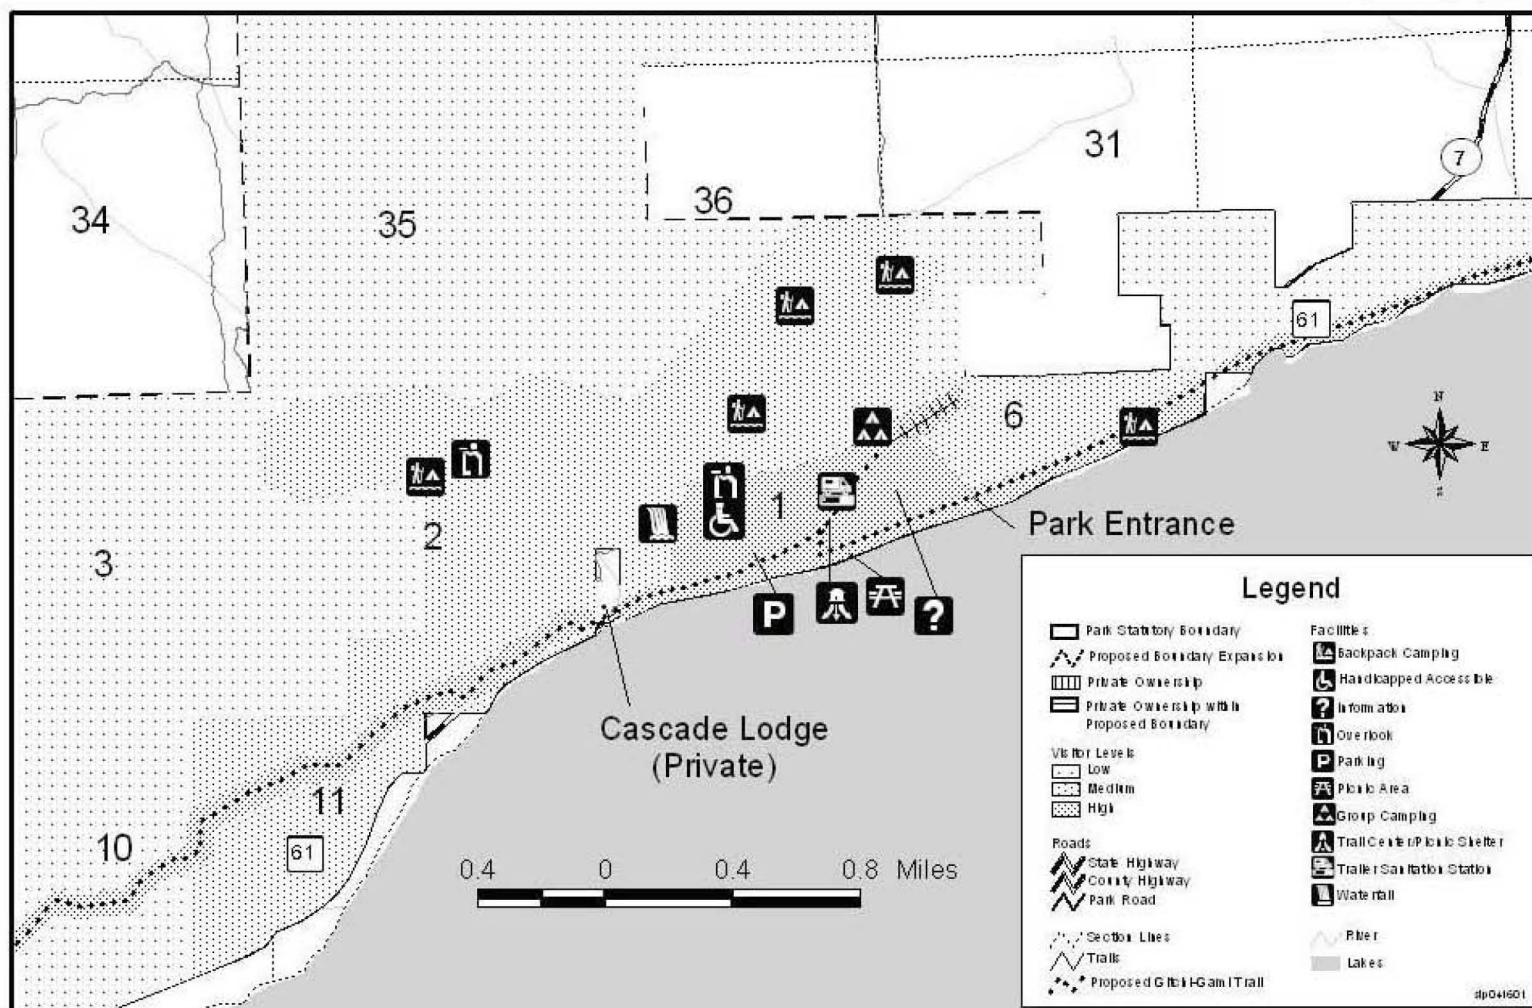 34
35
36
31
7
61
6
1
2
3
N
W E
S
P
?
Park Entrance
Cascade Lodge
(Private)
11
10
61
0.4 0 0.4 0.8 Miles
Legend
Park Statutory Boundary
Proposed Boundary Expansion
Private Ownership
Private Ownership within
Proposed Boundary
Visitor Levels
Low
Medium
High
Roads
State Highway
County Highway
Park Road
Section Lines
Trails
Proposed Gitchi-Gami Trail
Facilities
Backpack Camping
Handicapped Accessible
? Information
Overlook
P Parking
Picnic Area
Group Camping
Trail Center/Picnic Shelter
Trailer Sanitation Station
Waterfall
River
Lakes
dlp041601